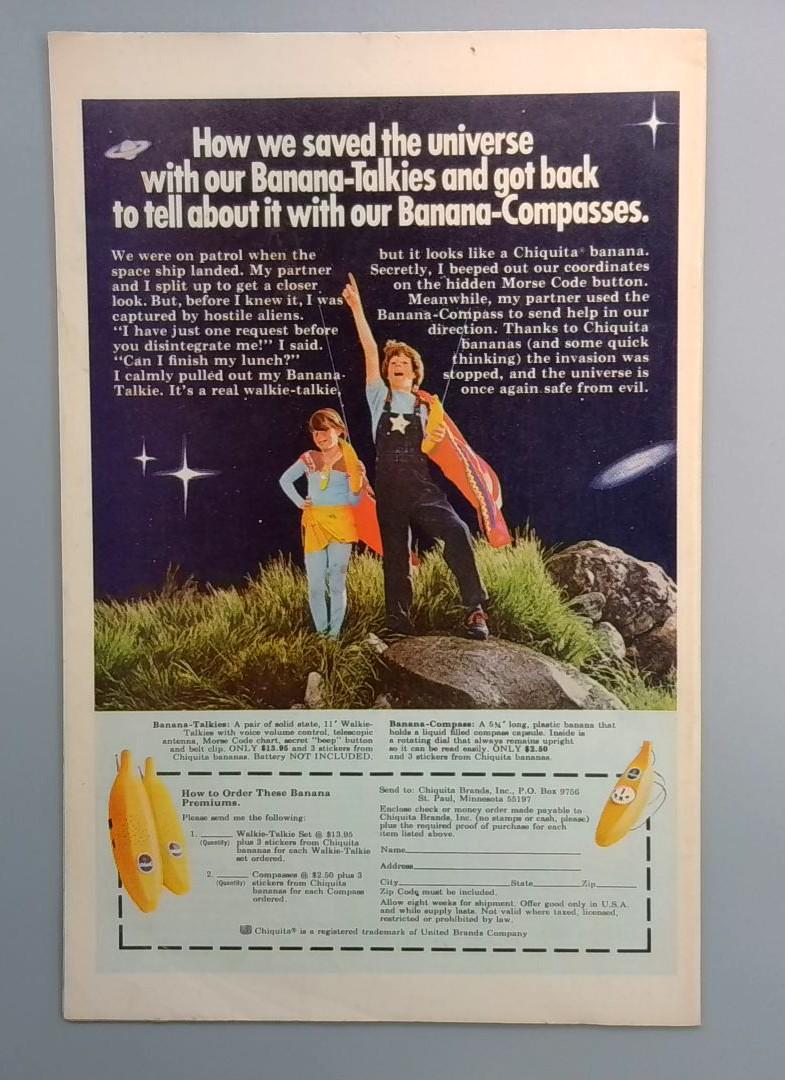 How we saved the universe
with our Banana-Talkies and got back
to tell about it with our Banana-Compasses.
We were on patrol when the
space ship landed. My partner
and I split up to get a closer
look. But, before I knew it, I was
captured by hostile aliens.
"I have just one request before
you disintegrate me!" I said.
"Can I finish my lunch?"
I calmly pulled out my Banana-
Talkie. It's a real walkie-talkie,
but it looks like a Chiquita® banana.
Secretly, I beeped out our coordinates
on the hidden Morse Code button.
Meanwhile, my partner used the
Banana-Compass to send help in our
direction. Thanks to Chiquita
bananas (and some quick
thinking) the invasion was
stopped, and the universe is
once again safe from evil.
Banana-Talkies: A pair of solid state, 11' Walkie-
Talkies with voice volume control, telescopic
antenna, Morse Code chart, secret "beep" button
and belt clip. ONLY $13.95 and 3 stickers from
Chiquita bananas. Battery NOT INCLUDED.
Banana-Compass: A 5¾" long, plastic banana that
holds a liquid filled compass capsule. Inside is
a rotating dial that always remains upright
so it can be read easily. ONLY $2.50
and 3 stickers from Chiquita bananas.
How to Order These Banana
Premiums.
Please send me the following:
1. ______ Walkie-Talkie Set @ $13.95
(Quantity) plus 3 stickers from Chiquita
bananas for each Walkie-Talkie
set ordered.
2. ______ Compasses @ $2.50 plus 3
(Quantity) stickers from Chiquita
bananas for each Compass
ordered.
Send to: Chiquita Brands, Inc., P.O. Box 9756
St. Paul, Minnesota 55197
Enclose check or money order made payable to
Chiquita Brands, Inc. (no stamps or cash, please)
plus the required proof of purchase for each
item listed above.
Name
Address
City State Zip
Zip Code must be included.
Allow eight weeks for shipment. Offer good only in U.S.A.
and while supply lasts. Not valid where taxed, licensed,
restricted or prohibited by law.
Chiquita® is a registered trademark of United Brands Company